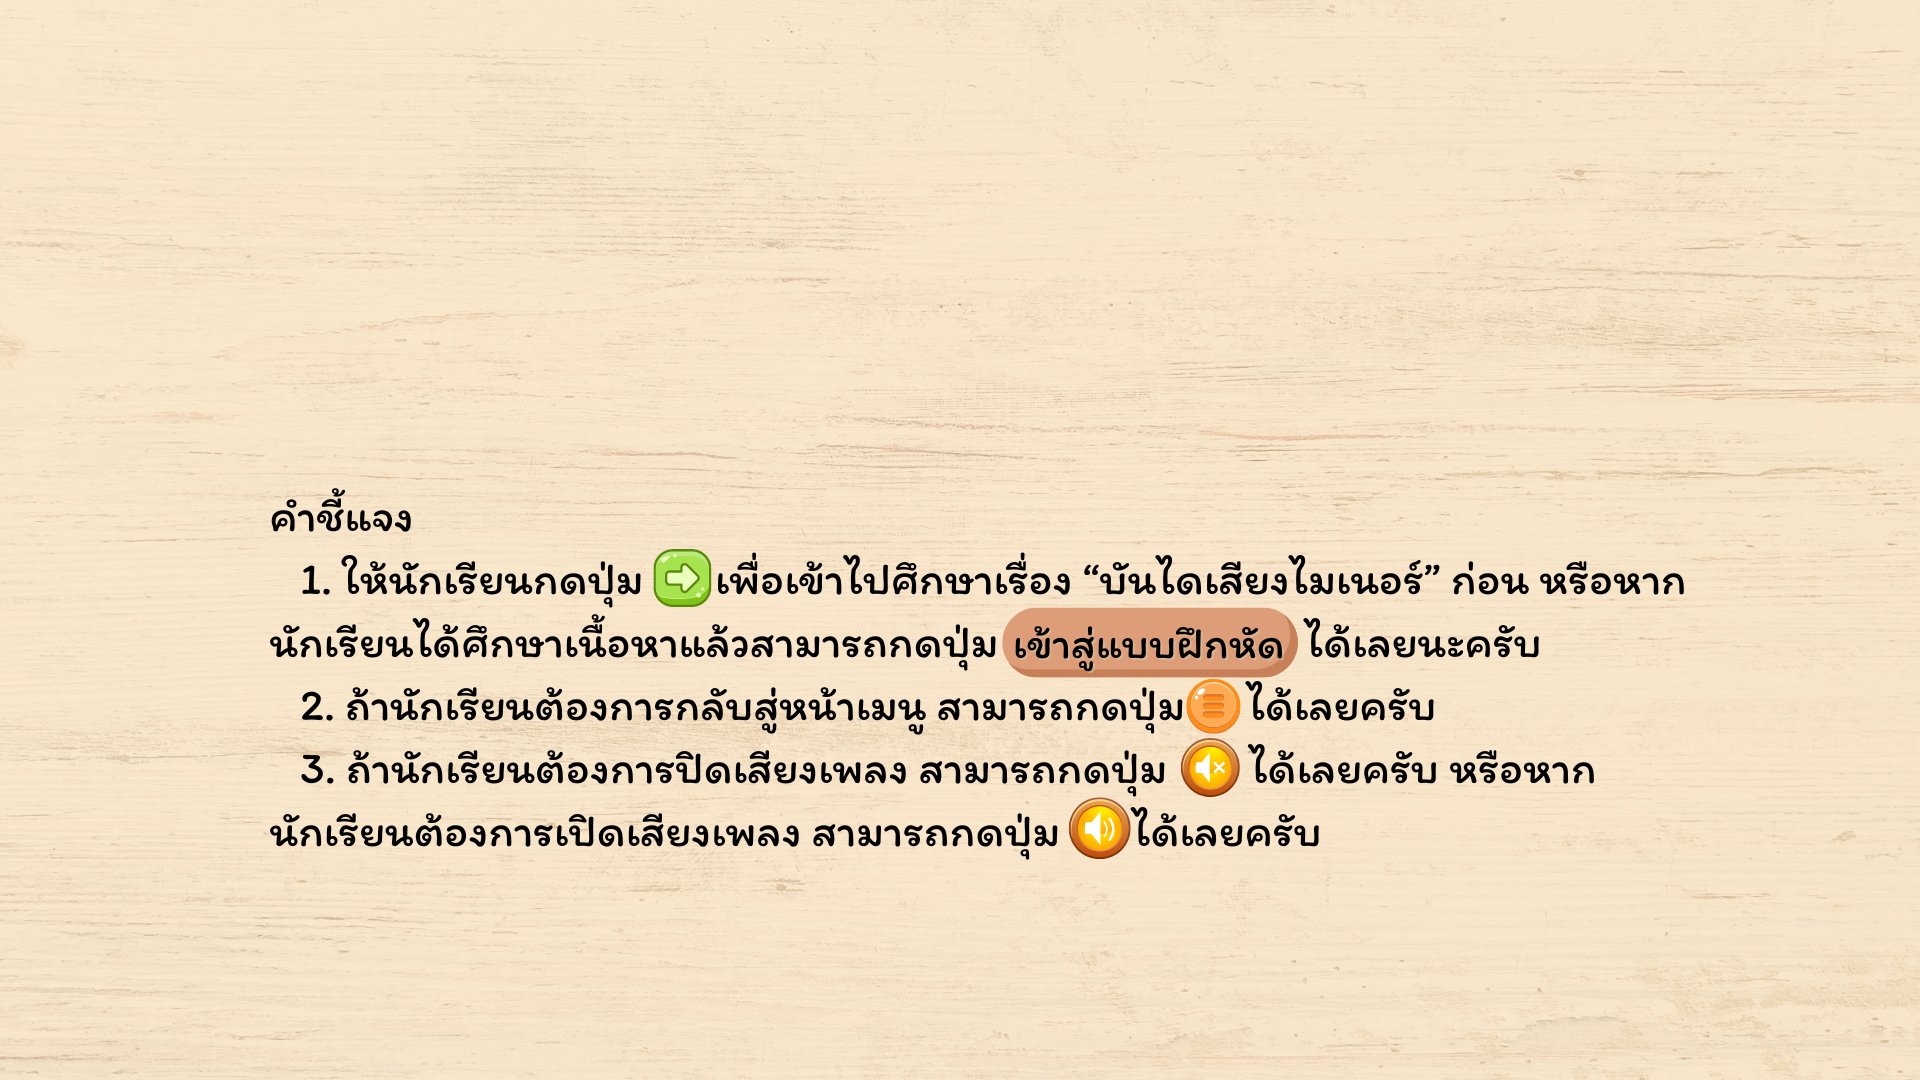 คำชี้แจง
1. ให้นักเรียนกดปุ่ม เพื่อเข้าไปศึกษาเรื่อง “บันไดเสียงไมเนอร์” ก่อน หรือหาก
นักเรียนได้ศึกษาเนื้อหาแล้วสามารถกดปุ่ม เข้าสู่แบบฝึกหัด ได้เลยนะครับ
2. ถ้านักเรียนต้องการกลับสู่หน้าเมนู สามารถกดปุ่ม ได้เลยครับ
3. ถ้านักเรียนต้องการปิดเสียงเพลง สามารถกดปุ่ม ได้เลยครับ หรือหาก
นักเรียนต้องการเปิดเสียงเพลง สามารถกดปุ่ม ได้เลยครับ